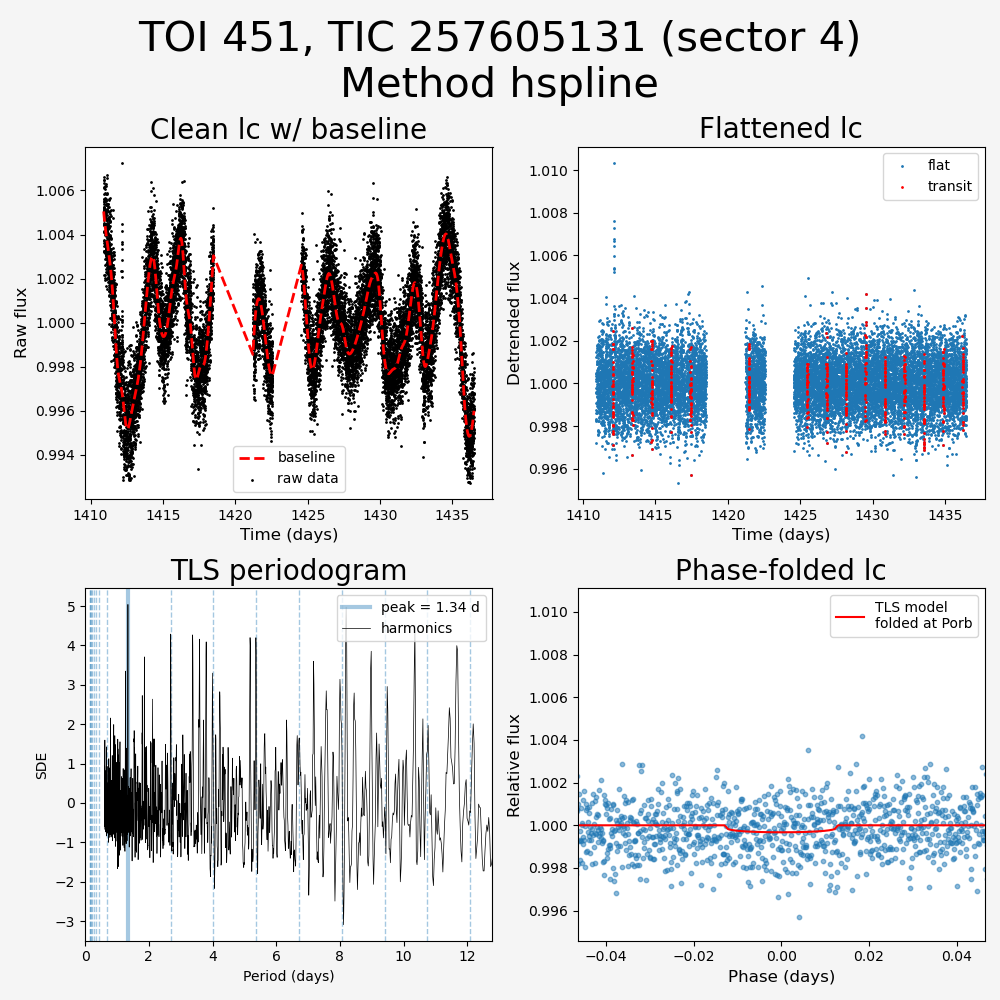 TOI 451, TIC 257605131 (sector 4)
Method hspline
Clean lc w/ baseline
Raw flux
1.006
1.004
1.002
1.000
0.998
0.996
0.994
baseline
raw data
1410
1415
1420
1425
1430
1435
Time (days)
Flattened lc
Detrended flux
1.010
1.008
1.006
1.004
1.002
1.000
0.998
0.996
flat
transit
1410
1415
1420
1425
1430
1435
Time (days)
TLS periodogram
SDE
5
4
3
2
1
0
−1
−2
−3
peak = 1.34 d
harmonics
0
2
4
6
8
10
12
Period (days)
Phase-folded lc
Relative flux
1.010
1.008
1.006
1.004
1.002
1.000
0.998
0.996
TLS model
folded at Porb
−0.04
−0.02
0.00
0.02
0.04
Phase (days)